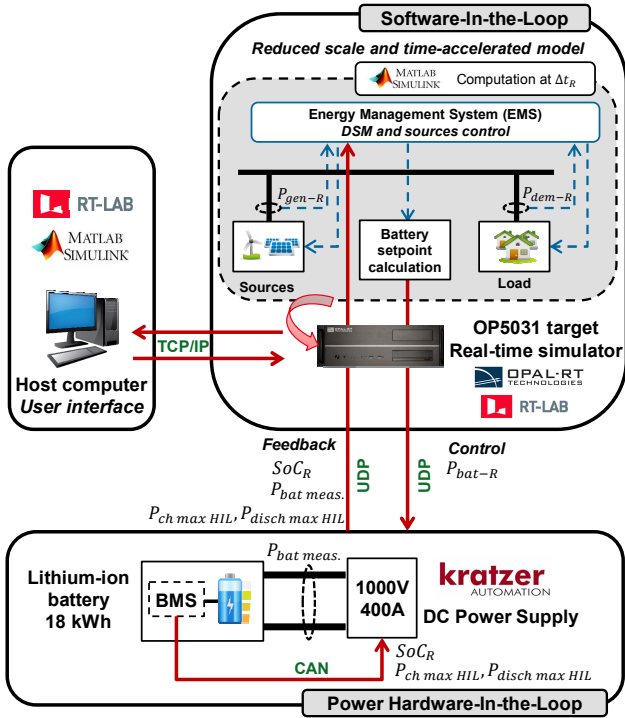 Software-In-the-Loop
Reduced scale and time-accelerated model
MATLAB
SIMULINK
Computation at Δt_R
Energy Management System (EMS)
DSM and sources control
P_gen−R
P_dem−R
Battery
setpoint
calculation
Sources
Load
RT-LAB
MATLAB
SIMULINK
TCP/IP
Host computer
User interface
OPAL-RT
OP5031 target
Real-time simulator
OPAL-RT
TECHNOLOGIES
RT-LAB
Feedback
SoC_R
P_bat meas.
P_ch max HIL, P_disch max HIL
UDP
UDP
Control
P_bat−R
P_bat meas.
Lithium-ion
battery
18 kWh
BMS
1000V
400A
kratzer
AUTOMATION
DC Power Supply
CAN
SoC_R
P_ch max HIL, P_disch max HIL
Power Hardware-In-the-Loop